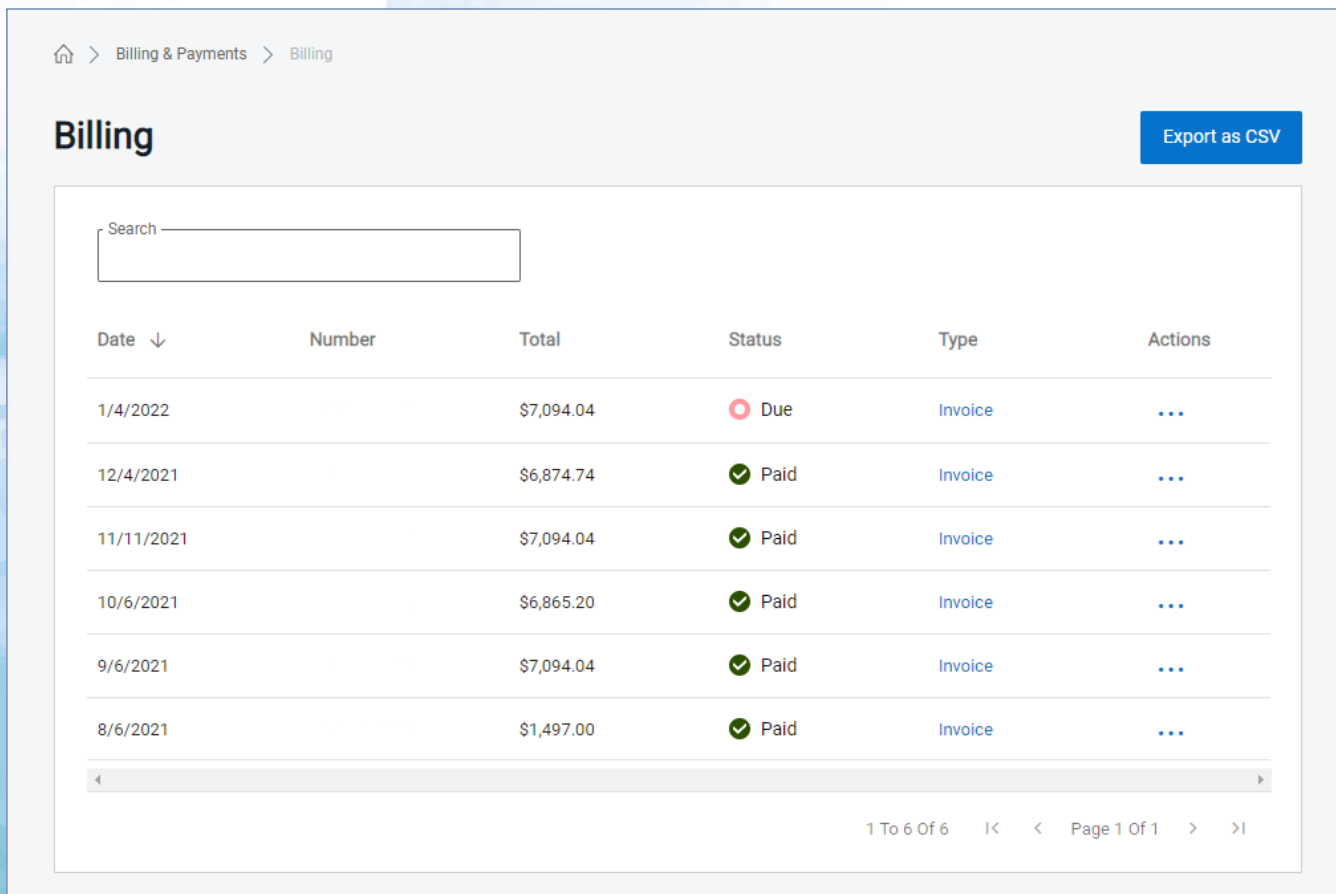 Billing & Payments Billing
Billing
Export as CSV
Search
Date Number Total Status Type Actions
1/4/2022 $7,094.04 Due Invoice ...
12/4/2021 $6,874.74 Paid Invoice ...
11/11/2021 $7,094.04 Paid Invoice ...
10/6/2021 $6,865.20 Paid Invoice ...
9/6/2021 $7,094.04 Paid Invoice ...
8/6/2021 $1,497.00 Paid Invoice ...
1 To 6 Of 6 Page 1 Of 1